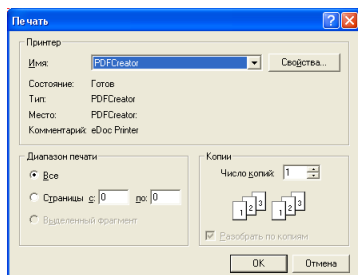 Печать
Принтер
Имя: PDFCreator Свойства...
Состояние: Готов
Тип: PDFCreator
Место: PDFCreator:
Комментарий: eDoc Printer
Диапазон печати
Все
Страницы с: 0 по: 0
Выделенный фрагмент
Копии
Число копий: 1
1 2 3 1 2 3
Разобрать по копиям
OK Отмена